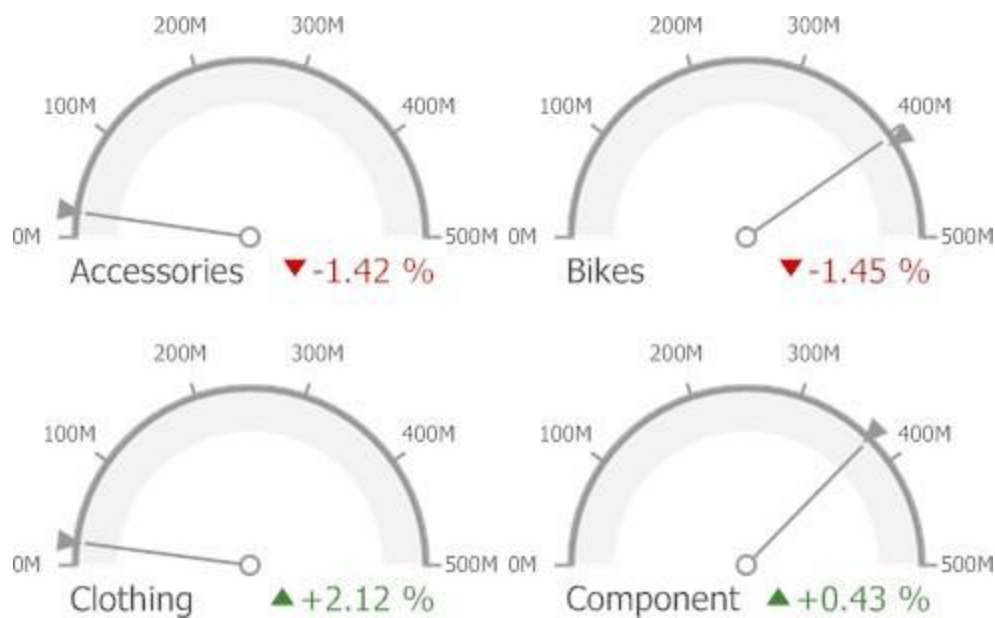 200M 300M 200M 300M
100M 400M 100M 400M
0M 500M 0M 500M
Accessories ▼ -1.42 % Bikes ▼ -1.45 %
200M 300M 200M 300M
100M 400M 100M 400M
0M 500M 0M 500M
Clothing ▲ +2.12 % Component ▲ +0.43 %